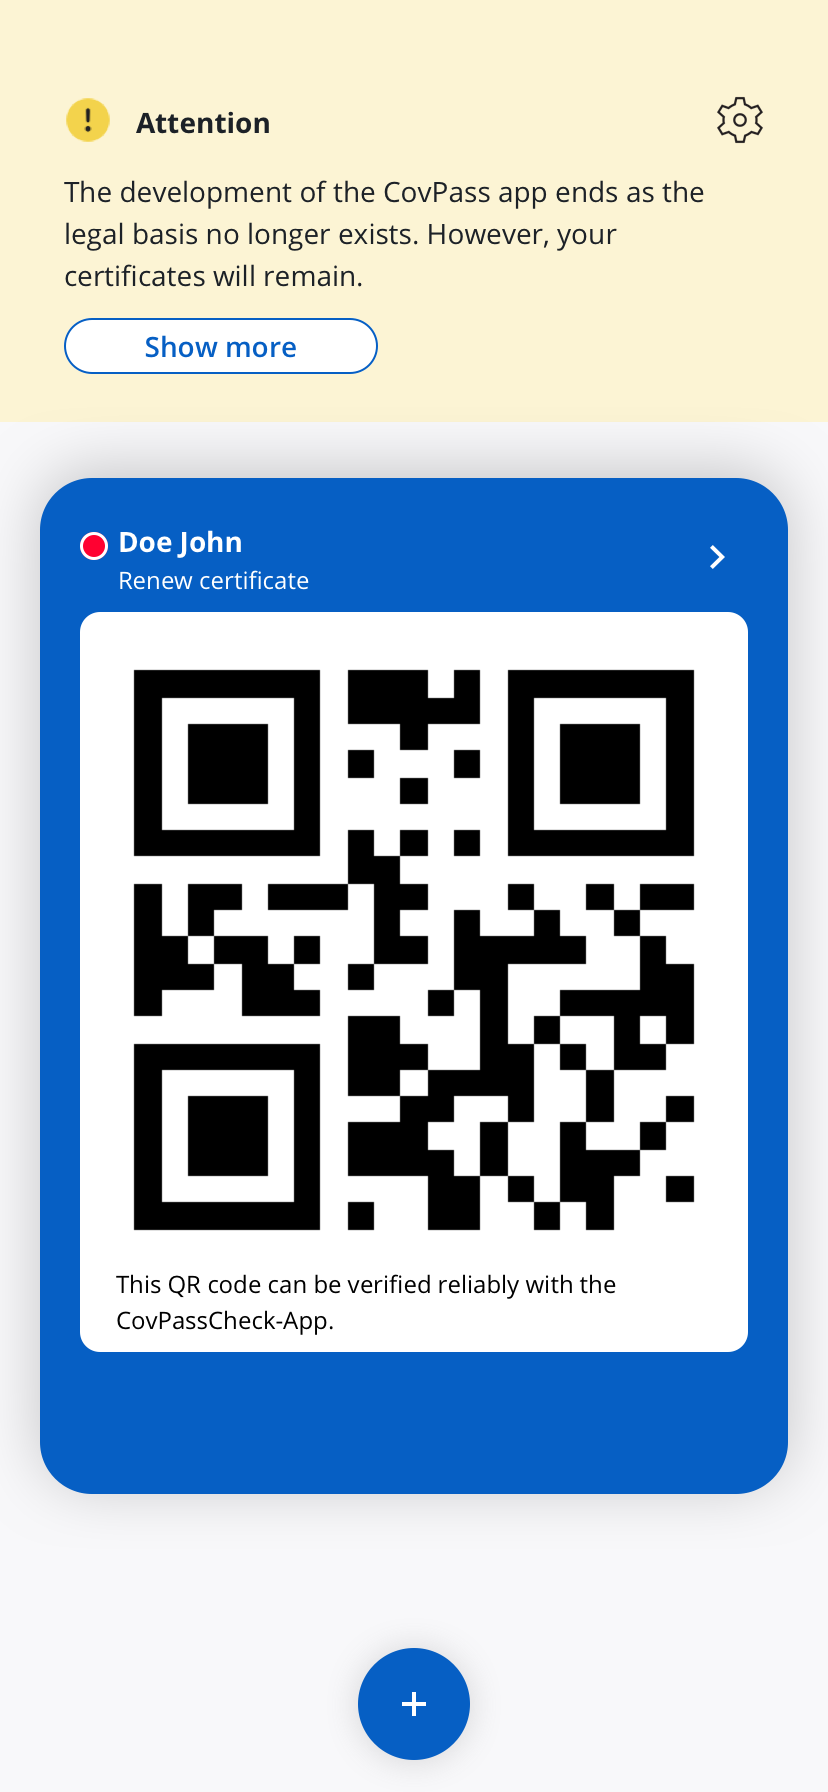 Attention
The development of the CovPass app ends as the
legal basis no longer exists. However, your
certificates will remain.
Show more
Doe John
Renew certificate
This QR code can be verified reliably with the
CovPassCheck-App.